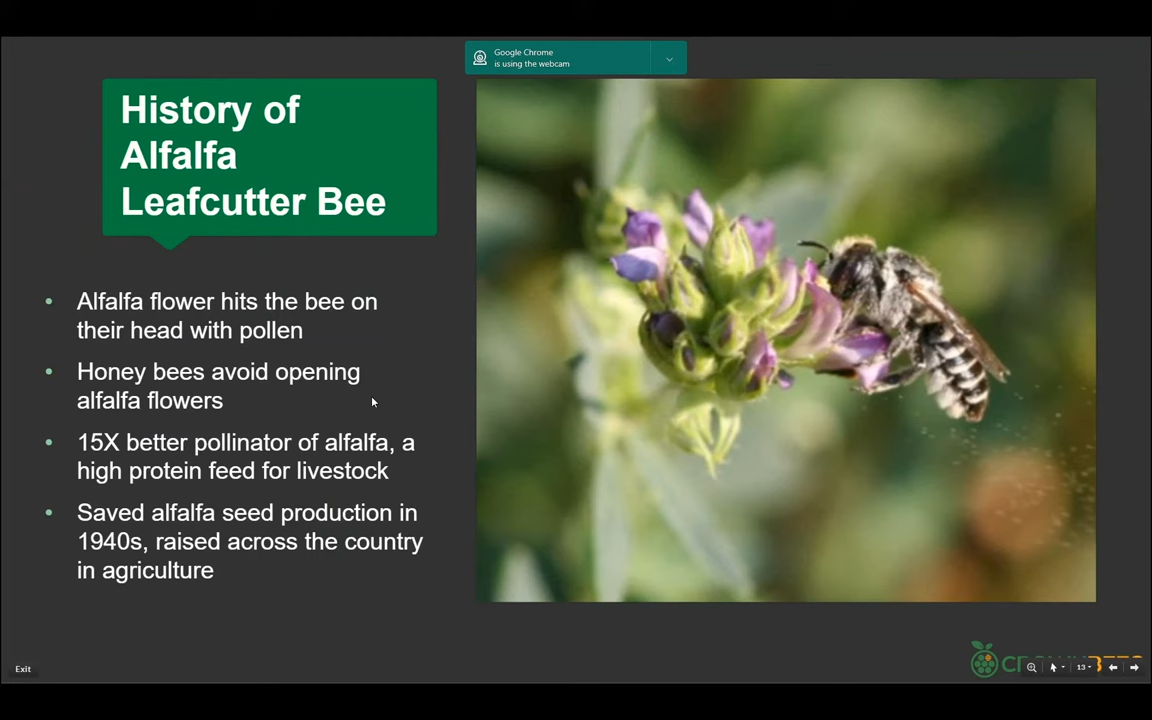 Google Chrome
is using the webcam
History of
Alfalfa
Leafcutter Bee
• Alfalfa flower hits the bee on
their head with pollen
• Honey bees avoid opening
alfalfa flowers
• 15X better pollinator of alfalfa, a
high protein feed for livestock
• Saved alfalfa seed production in
1940s, raised across the country
in agriculture
Exit
13